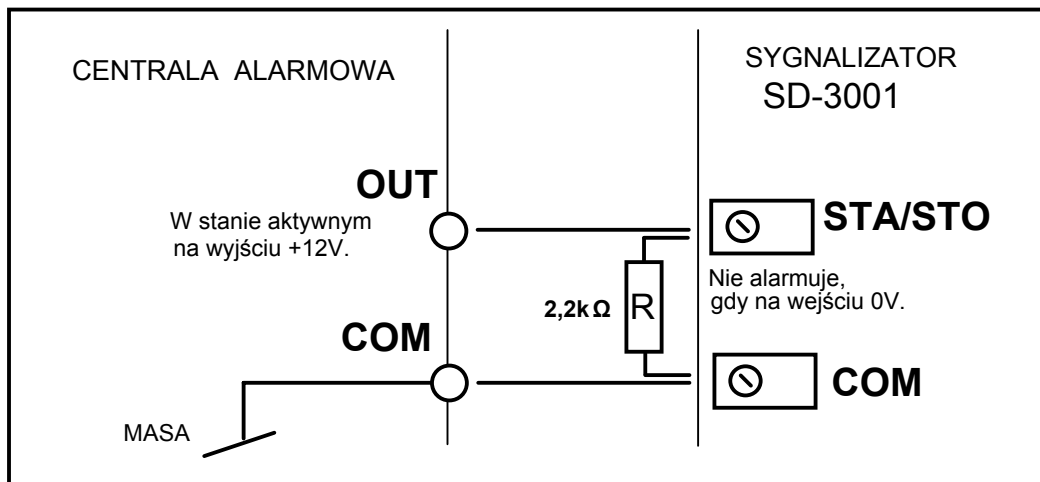 CENTRALA ALARMOWA
SYGNALIZATOR
SD-3001
OUT
W stanie aktywnym
na wyjściu +12V.
STA/STO
Nie alarmuje,
gdy na wejściu 0V.
2,2kΩ
R
COM
COM
MASA